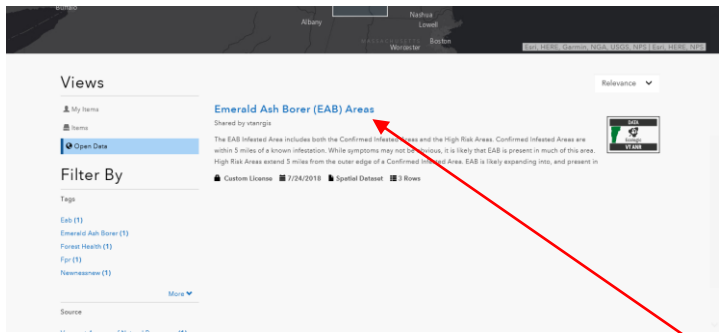 Albany
Nashua
Lowell
MASSACHUSETTS
Boston
Worcester
Esri, HERE, Garmin, NGA, USGS, NPS | Esri, HERE, NPS
Views
Relevance
My Items
Items
Open Data
Emerald Ash Borer (EAB) Areas
Shared by vtanrgis
The EAB Infested Area includes both the Confirmed Infested Areas and the High Risk Areas. Confirmed Infested Areas are
within 5 miles of a known infestation. While symptoms may not be obvious, it is likely that EAB is present in much of this area.
High Risk Areas extend 5 miles from the outer edge of a Confirmed Infested Area. EAB is likely expanding into, and present in
Custom License 7/24/2018 Spatial Dataset 3 Rows
DATA
VT ANR
Filter By
Tags
Eab (1)
Emerald Ash Borer (1)
Forest Health (1)
Fpr (1)
More
Source